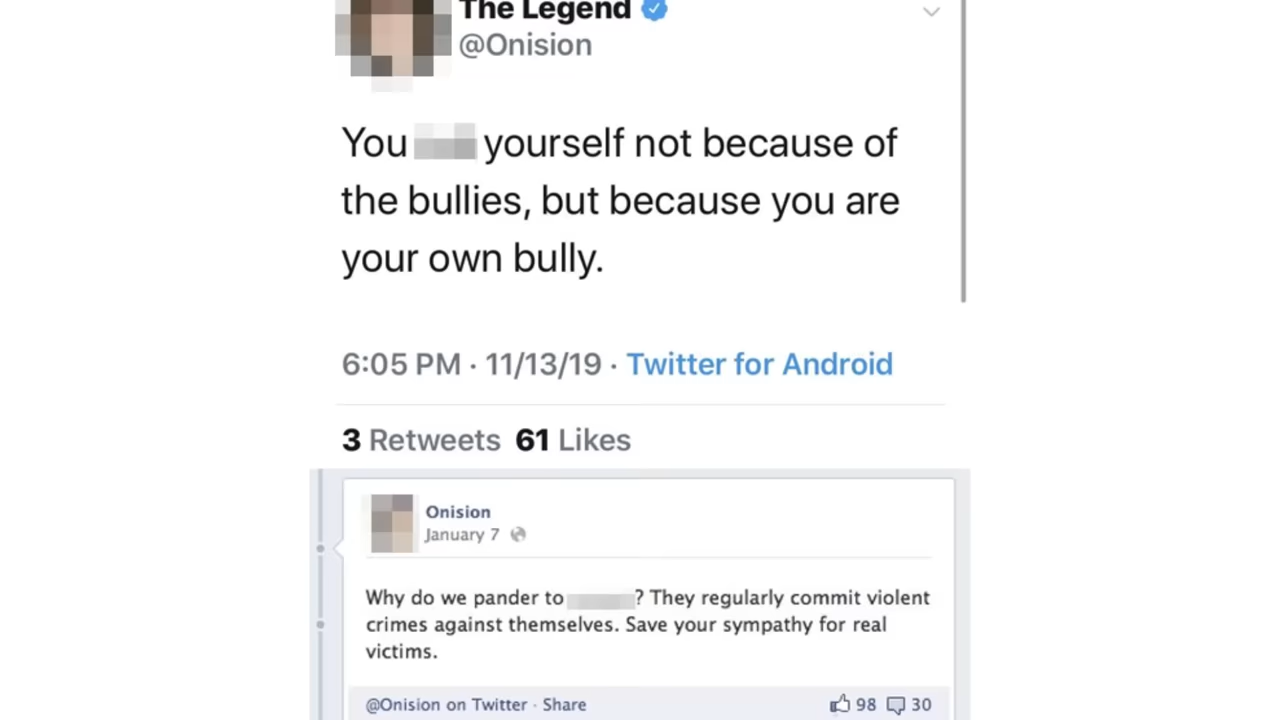 The Legend
@Onision
You yourself not because of
the bullies, but because you are
your own bully.
6:05 PM · 11/13/19 · Twitter for Android
3 Retweets 61 Likes
Onision
January 7
Why do we pander to ? They regularly commit violent
crimes against themselves. Save your sympathy for real
victims.
@Onision on Twitter · Share 98 30